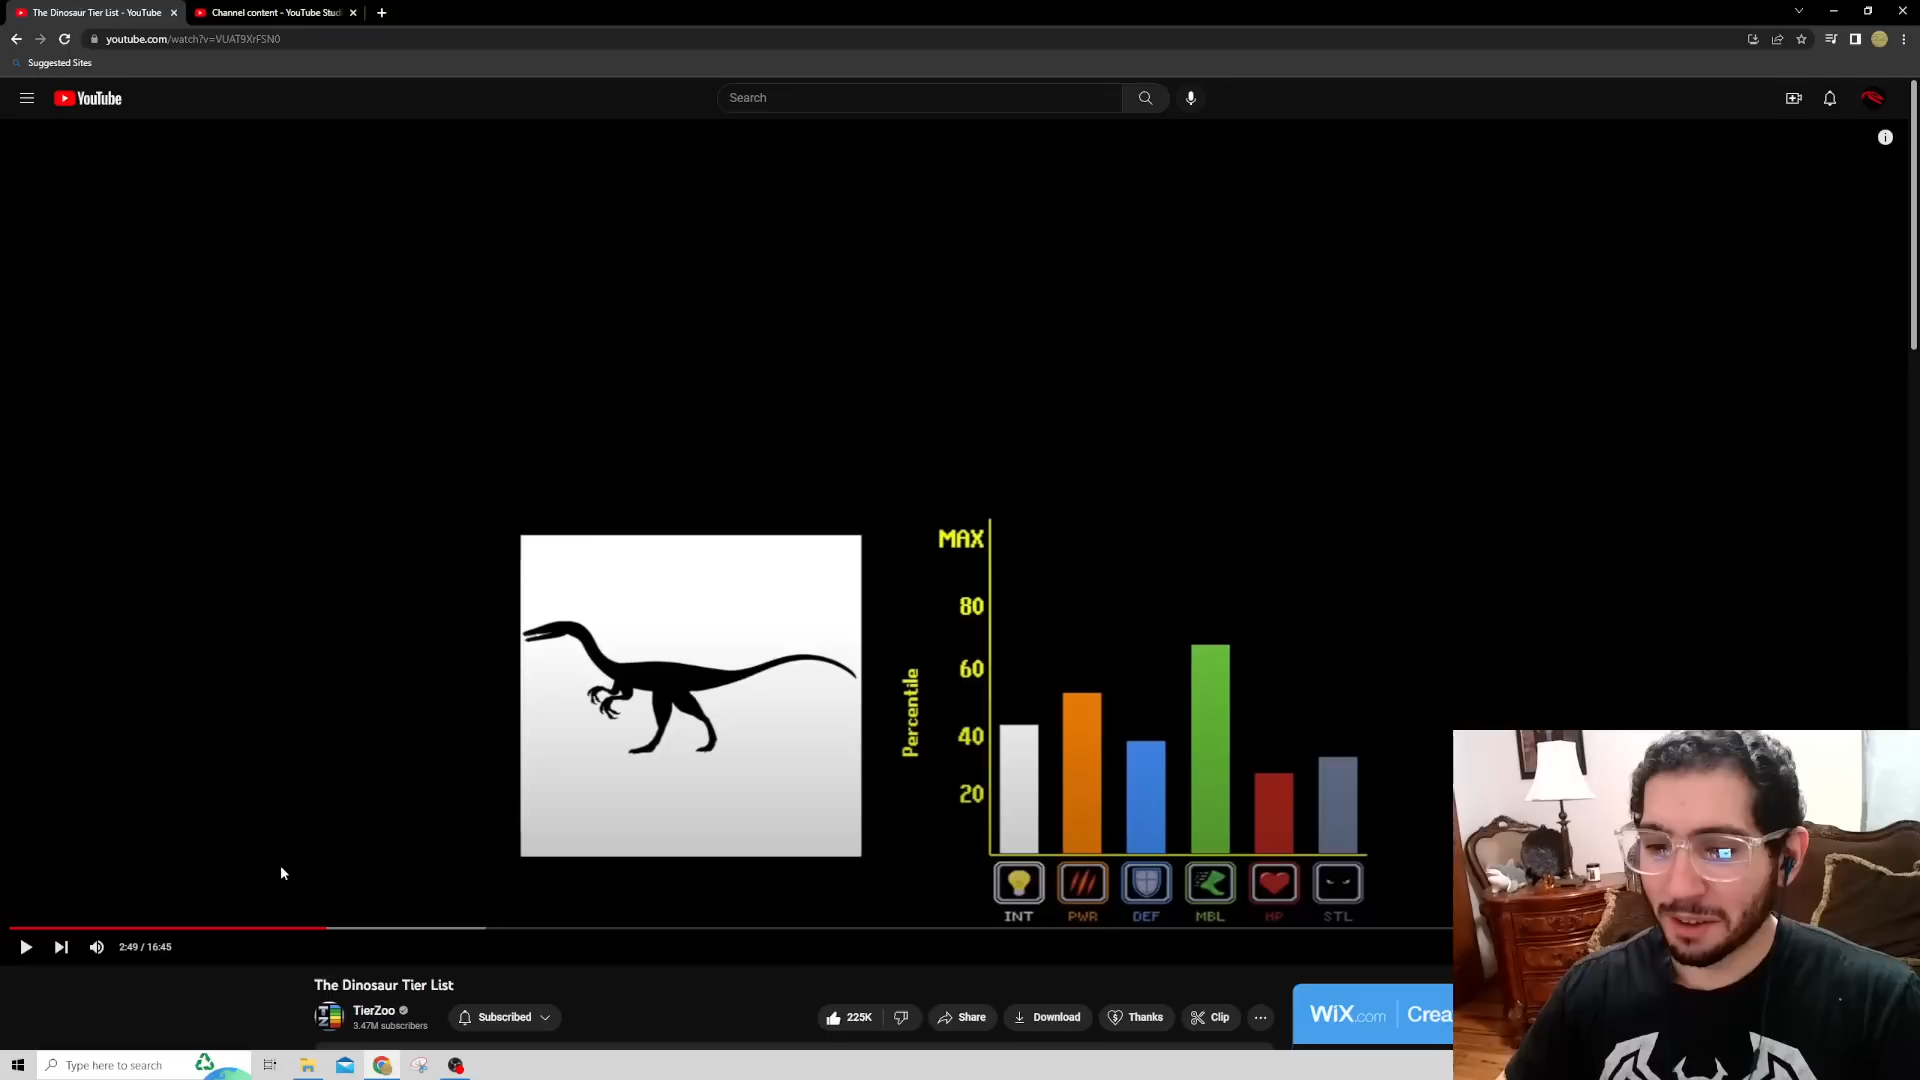 The Dinosaur Tier List - YouTube
Channel content - YouTube Stud
youtube.com/watch?v=VUAT9XrFSN0
Suggested Sites
YouTube
Search
MAX
80
60
40
20
Percentile
INT PWR DEF MBL HP STL
2:49 / 16:45
The Dinosaur Tier List
TierZoo
3.47M subscribers
Subscribed
225K
Share
Download
Thanks
Clip
WiX.com Crea
Type here to search